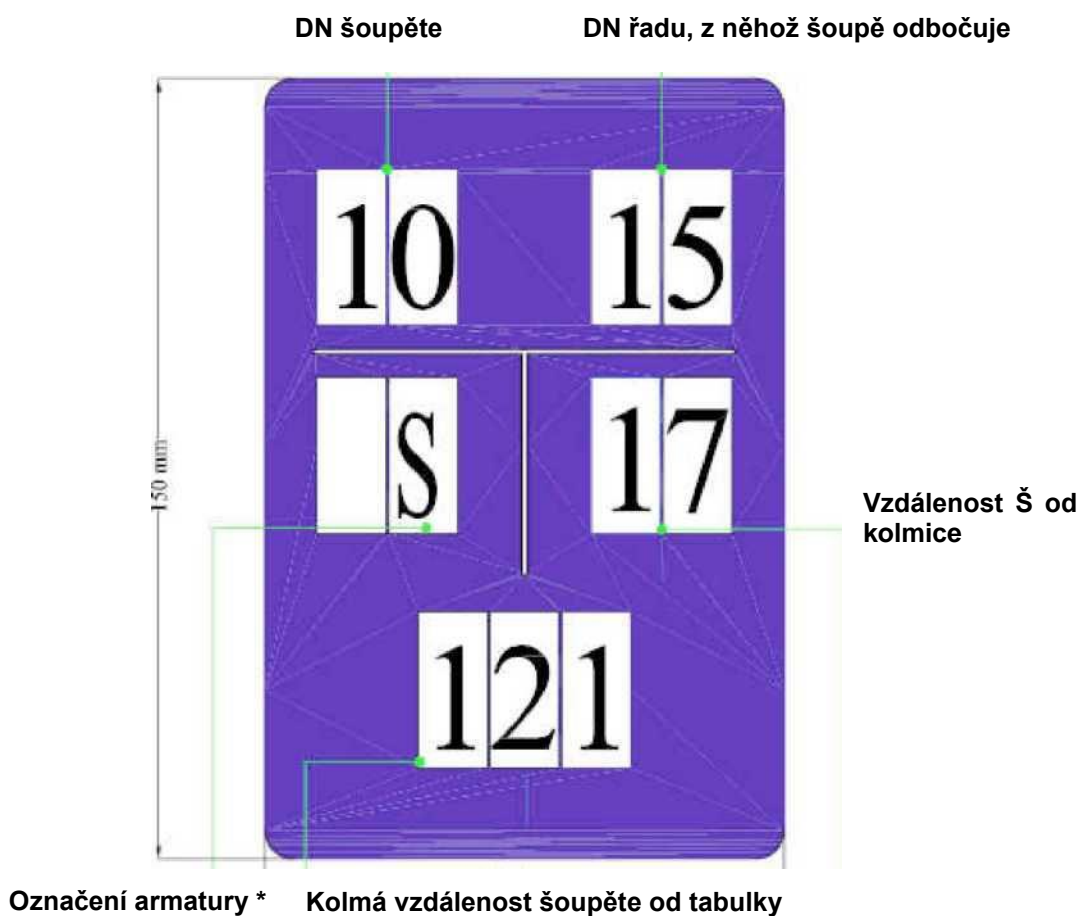 DN šoupěte DN řadu, z něhož šoupě odbočuje
10 15
S 17
150 mm
Vzdálenost Š od
kolmice
121
Označení armatury * Kolmá vzdálenost šoupěte od tabulky